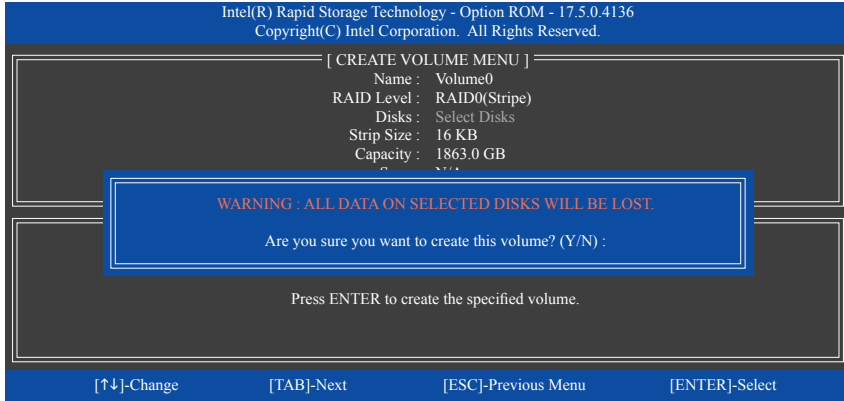 Intel(R) Rapid Storage Technology - Option ROM - 17.5.0.4136
Copyright(C) Intel Corporation. All Rights Reserved.
[ CREATE VOLUME MENU ]
Name : Volume0
RAID Level : RAID0(Stripe)
Disks : Select Disks
Strip Size : 16 KB
Capacity : 1863.0 GB
WARNING : ALL DATA ON SELECTED DISKS WILL BE LOST.
Are you sure you want to create this volume? (Y/N) :
Press ENTER to create the specified volume.
[↑↓]-Change [TAB]-Next [ESC]-Previous Menu [ENTER]-Select